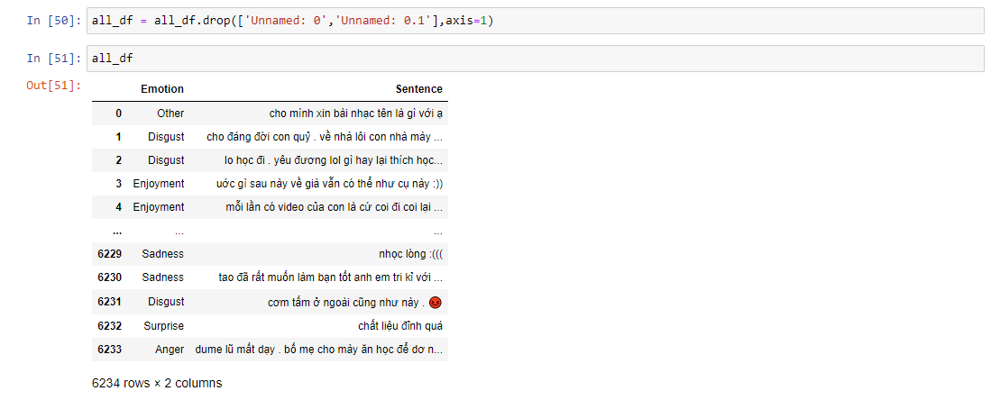 In [50]: all_df = all_df.drop(['Unnamed: 0','Unnamed: 0.1'],axis=1)
In [51]: all_df
Out[51]:
Emotion Sentence
0 Other cho mình xin bài nhạc tên là gì với ạ
1 Disgust cho đáng đời con quỷ . về nhà lôi con nhà mày ...
2 Disgust lo học đi . yêu đương lol gì hay lại thích học...
3 Enjoyment uớc gì sau này về già vẫn có thể như cụ này :))
4 Enjoyment mỗi lần có video của con là cứ coi đi coi lại ...
... ... ...
6229 Sadness nhọc lòng :(((
6230 Sadness tao đã rất muốn làm bạn tốt anh em tri kỉ với ...
6231 Disgust cơm tấm ở ngoài cũng như này . 😡
6232 Surprise chất liệu đỉnh quá
6233 Anger dume lũ mất dạy . bố mẹ cho mày ăn học để dơ n...
6234 rows × 2 columns